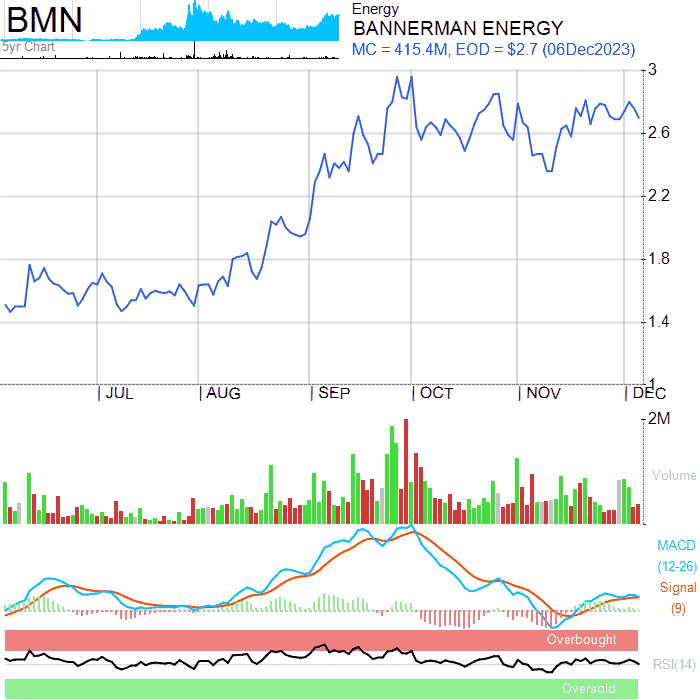 BMN
5yr Chart
Energy
BANNERMAN ENERGY
MC = 415.4M, EOD = $2.7 (06Dec2023)
3
2.6
2.2
1.8
1.4
1
JUL AUG SEP OCT NOV DEC
2M
Volume
MACD
(12-26)
Signal
(9)
Overbought
RSI(14)
Oversold